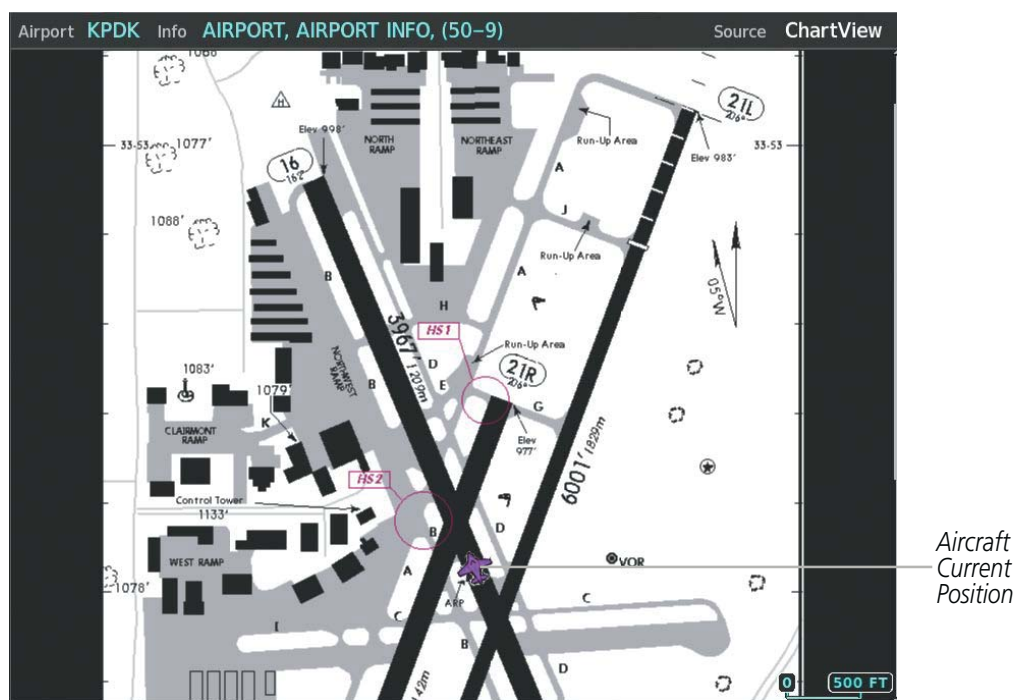 Airport KPDK Info AIRPORT, AIRPORT INFO, (50–9) Source ChartView
1066'
H
21L
206°
Elev 998'
NORTH
RAMP
NORTHEAST
RAMP
Run-Up Area
33-53
1077'
33-53
Elev 983'
16
162°
A
J
1088'
Run-Up Area
B
A
05°W
H
3967' 1209m
HS1
Run-Up Area
NORTHWEST
RAMP
D
21R
206°
1083'
B
E
G
1079'
K
Elev
977'
CLAIRMONT
RAMP
6001' 1829m
HS2
Control Tower
1133'
B
D
WEST RAMP
VOR
Aircraft
Current
Position
1078'
A
ARP
C
C
I
B
D
42m
0 500 FT